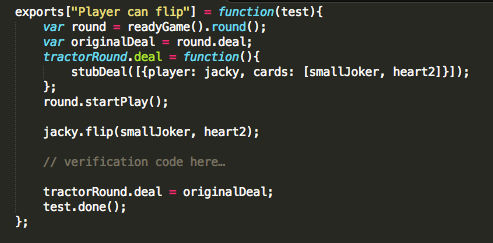 exports["Player can flip"] = function(test){
    var round = readyGame().round();
    var originalDeal = round.deal;
    tractorRound.deal = function(){
        stubDeal([{player: jacky, cards: [smallJoker, heart2]}]);
    };
    round.startPlay();

    jacky.flip(smallJoker, heart2);

    // verification code here…

    tractorRound.deal = originalDeal;
    test.done();
};